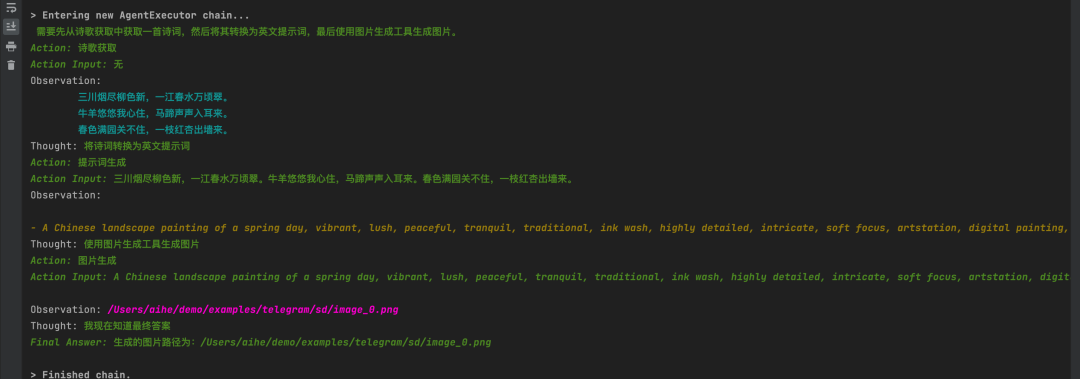 > Entering new AgentExecutor chain...
需要先从诗歌获取中获取一首诗词，然后将其转换为英文提示词，最后使用图片生成工具生成图片。
Action: 诗歌获取
Action Input: 无
Observation:
三川烟尽柳色新，一江春水万顷翠。
牛羊悠悠我心住，马蹄声声入耳来。
春色满园关不住，一枝红杏出墙来。
Thought: 将诗词转换为英文提示词
Action: 提示词生成
Action Input: 三川烟尽柳色新，一江春水万顷翠。牛羊悠悠我心住，马蹄声声入耳来。春色满园关不住，一枝红杏出墙来。
Observation:
- A Chinese landscape painting of a spring day, vibrant, lush, peaceful, tranquil, traditional, ink wash, highly detailed, intricate, soft focus, artstation, digital painting,
Thought: 使用图片生成工具生成图片
Action: 图片生成
Action Input: A Chinese landscape painting of a spring day, vibrant, lush, peaceful, tranquil, traditional, ink wash, highly detailed, intricate, soft focus, artstation, digit
Observation: /Users/aihe/demo/examples/telegram/sd/image_0.png
Thought: 我现在知道最终答案
Final Answer: 生成的图片路径为：/Users/aihe/demo/examples/telegram/sd/image_0.png
> Finished chain.